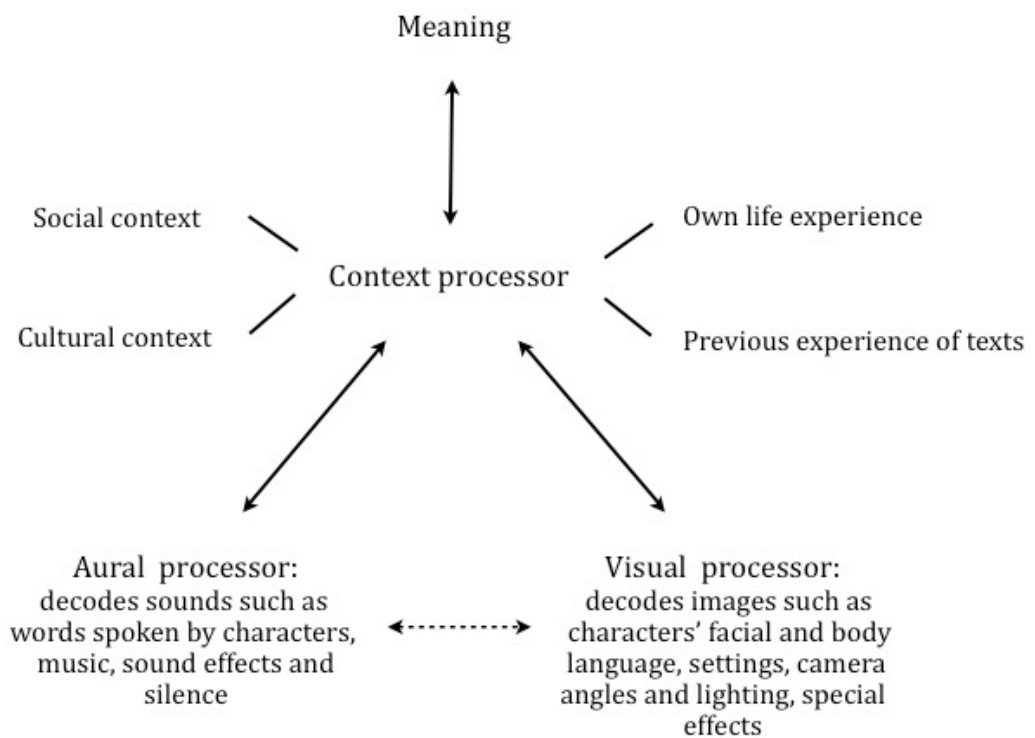 Meaning
Social context
Own life experience
Context processor
Cultural context
Previous experience of texts
Aural processor:
decodes sounds such as
words spoken by characters,
music, sound effects and
silence
Visual processor:
decodes images such as
characters’ facial and body
language, settings, camera
angles and lighting, special
effects